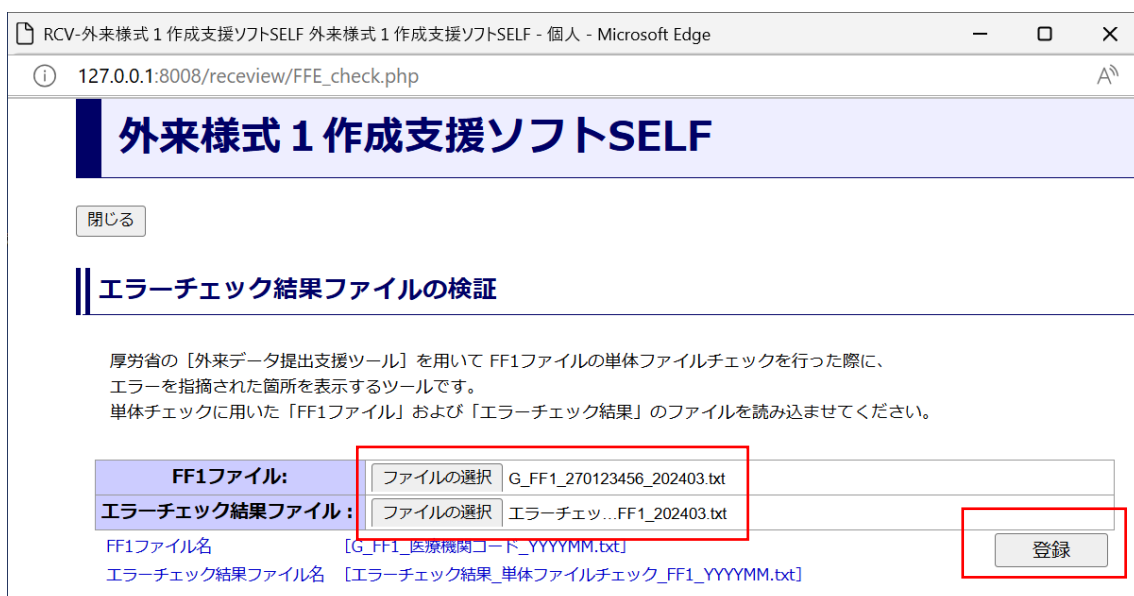 RCV-外来様式１作成支援ソフトSELF 外来様式１作成支援ソフトSELF - 個人 - Microsoft Edge
127.0.0.1:8008/receview/FFE_check.php
外来様式１作成支援ソフトSELF
閉じる
エラーチェック結果ファイルの検証
厚労省の［外来データ提出支援ツール］を用いて FF1ファイルの単体ファイルチェックを行った際に、
エラーを指摘された箇所を表示するツールです。
単体チェックに用いた「FF1ファイル」および「エラーチェック結果」のファイルを読み込ませてください。
FF1ファイル: ファイルの選択 G_FF1_270123456_202403.txt
エラーチェック結果ファイル： ファイルの選択 エラーチェッ...FF1_202403.txt
FF1ファイル名 [G_FF1_医療機関コード_YYYYMM.txt]
登録
エラーチェック結果ファイル名 [エラーチェック結果_単体ファイルチェック_FF1_YYYYMM.txt]